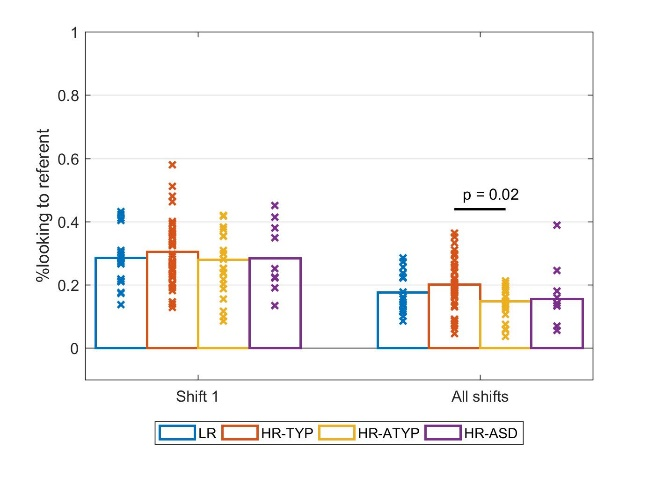 1
0.8
0.6
0.4
0.2
0
%looking to referent
p = 0.02
Shift 1
All shifts
LR HR-TYP HR-ATYP HR-ASD